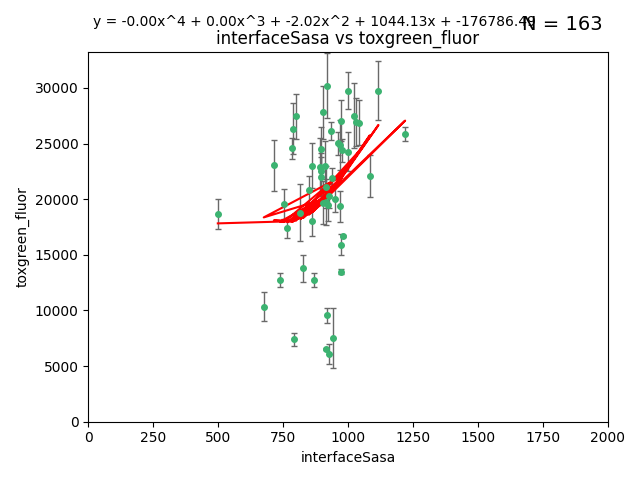 y = -0.00x^4 + 0.00x^3 + -2.02x^2 + 1044.13x + -176786.49
N = 163
interfaceSasa vs toxgreen_fluor
30000
25000
20000
15000
10000
5000
0
toxgreen_fluor
0 250 500 750 1000 1250 1500 1750 2000
interfaceSasa